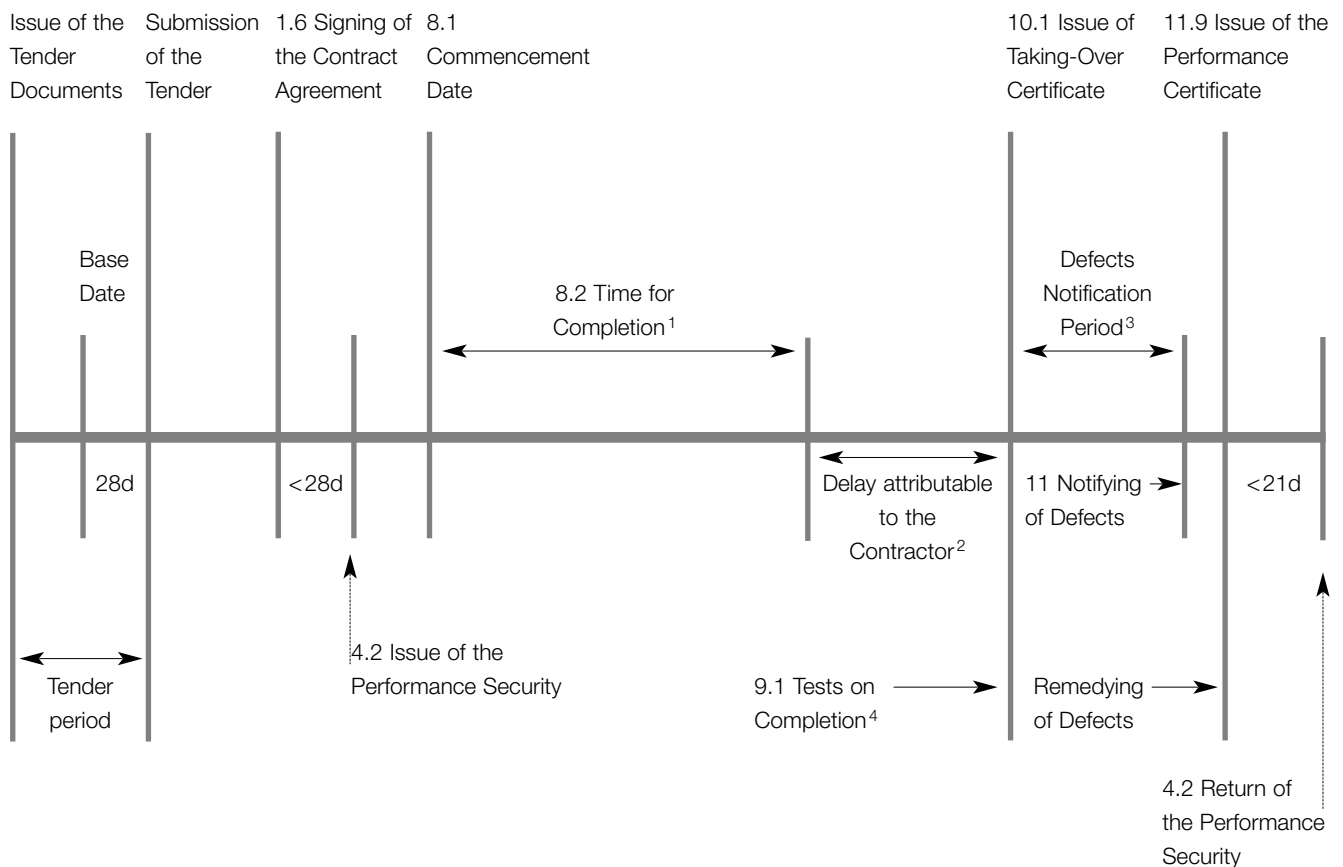 Issue of the
Tender
Documents
Submission
of the
Tender
1.6 Signing of
the Contract
Agreement
8.1
Commencement
Date
10.1 Issue of
Taking-Over
Certificate
11.9 Issue of the
Performance
Certificate
Base
Date
8.2 Time for
Completion¹
Defects
Notification
Period³
28d
<28d
Delay attributable
to the
Contractor²
11 Notifying
of Defects
<21d
Tender
period
4.2 Issue of the
Performance Security
9.1 Tests on
Completion⁴
Remedying
of Defects
4.2 Return of
the Performance
Security